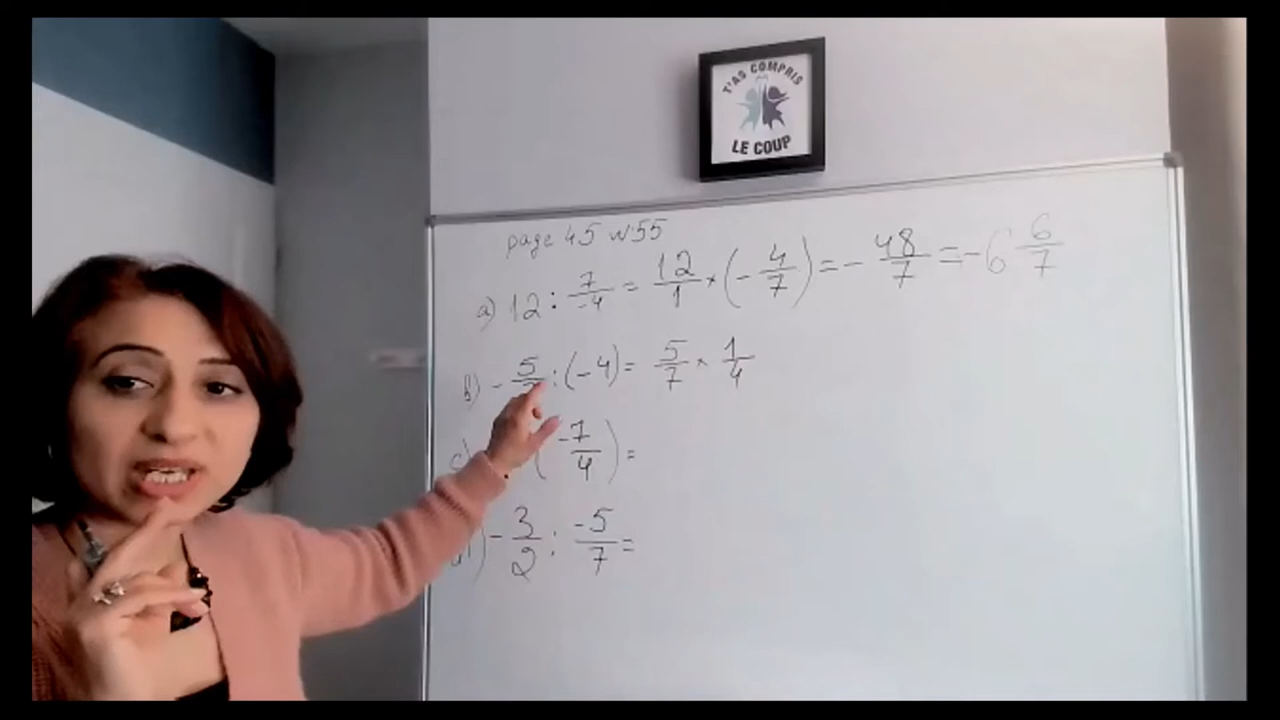 T'AS COMPRIS
LE COUP
page 45 n°55
a) 12 : 7/-4 = 12/1 × (- 4/7) = - 48/7 = - 6 6/7
b) - 5/ : (-4) = 5/7 × 1/4
c) (-7/4) =
d) - 3/2 : -5/7 =